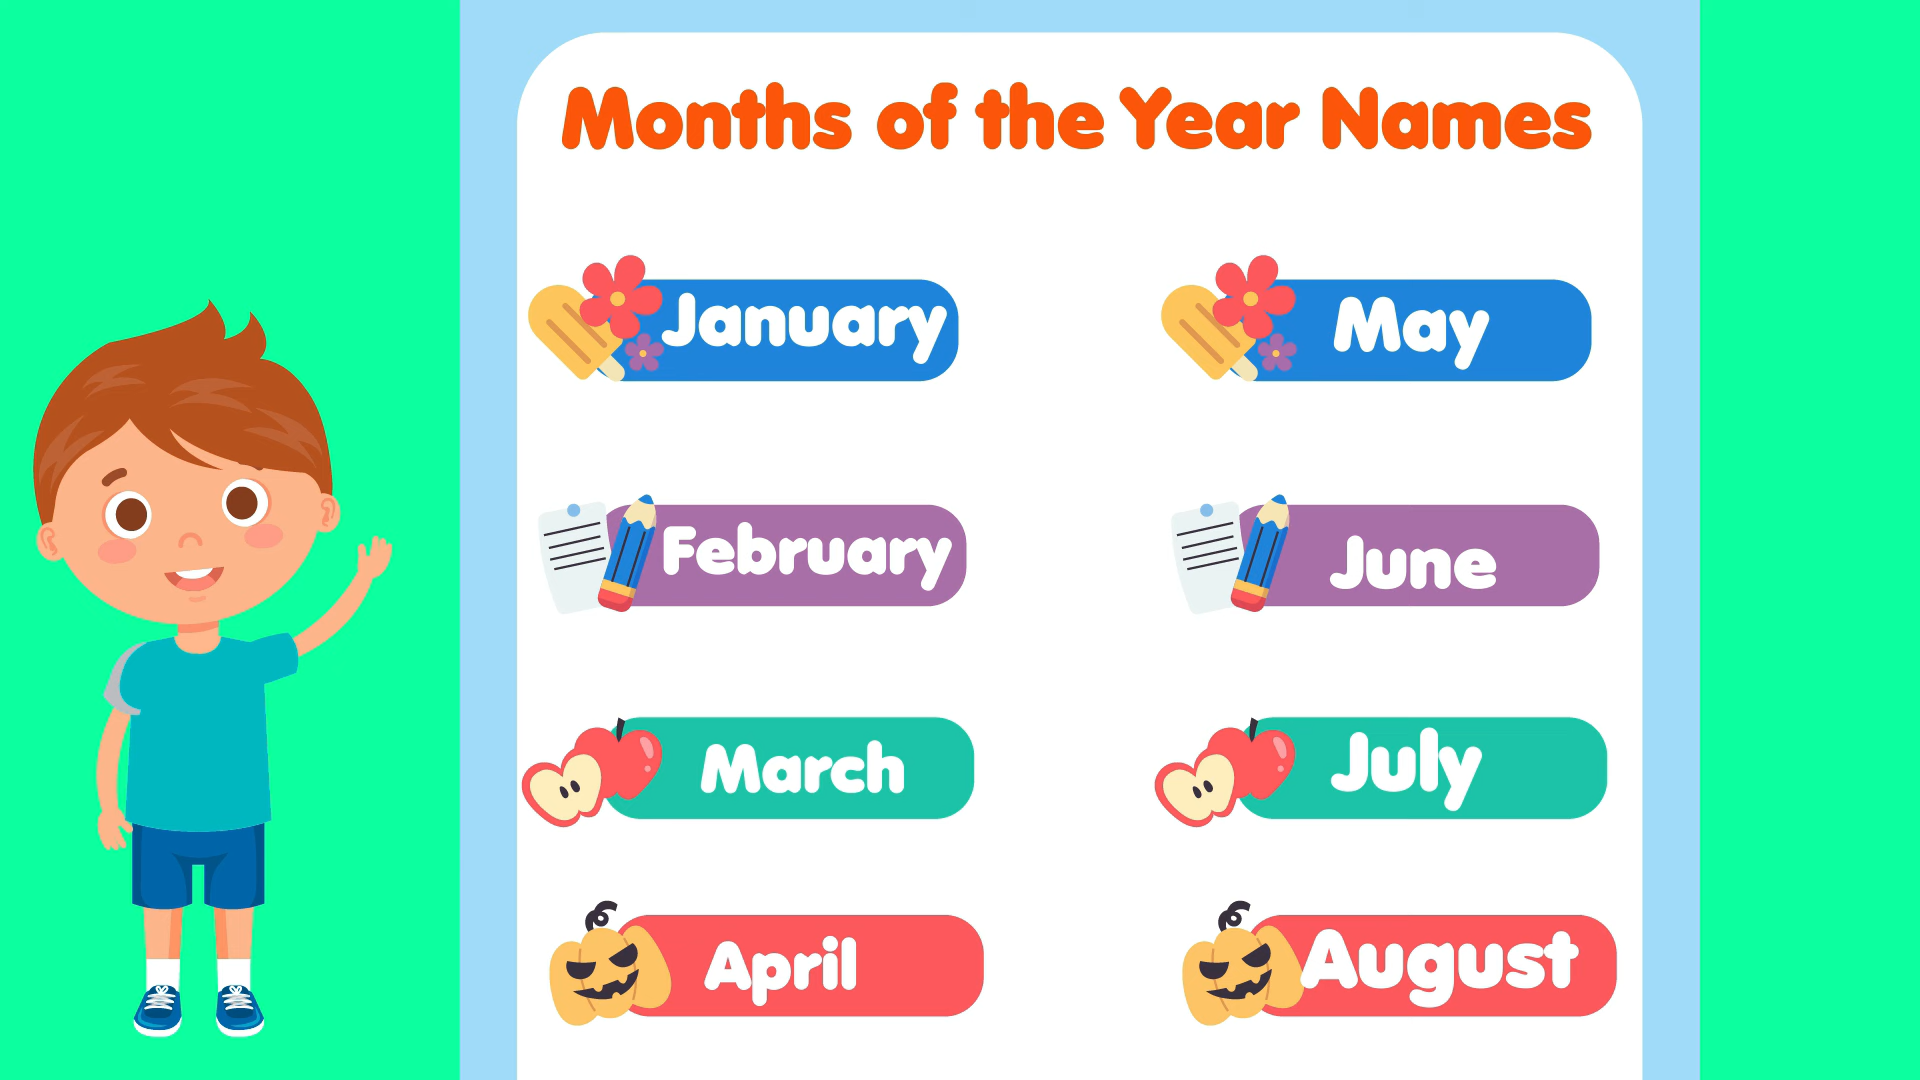 Months of the Year Names
January
February
March
April
May
June
July
August